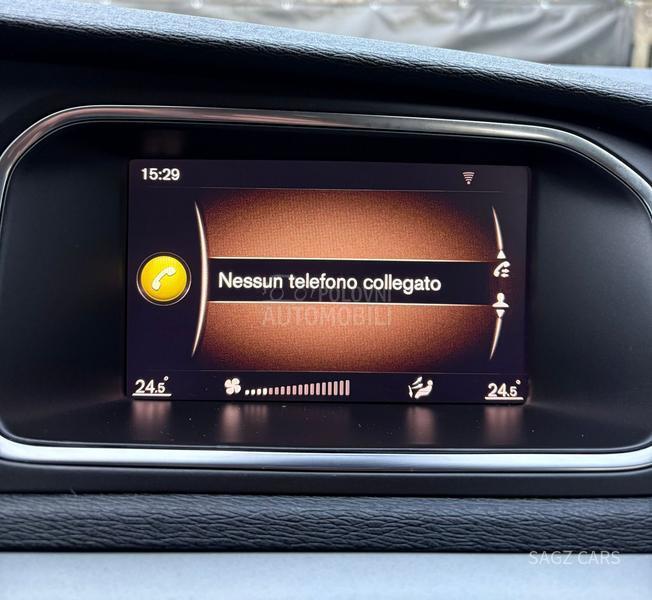 15:29
Nessun telefono collegato
POLOVNI
AUTOMOBILI
24.5° 24.5°
SAGZ CARS